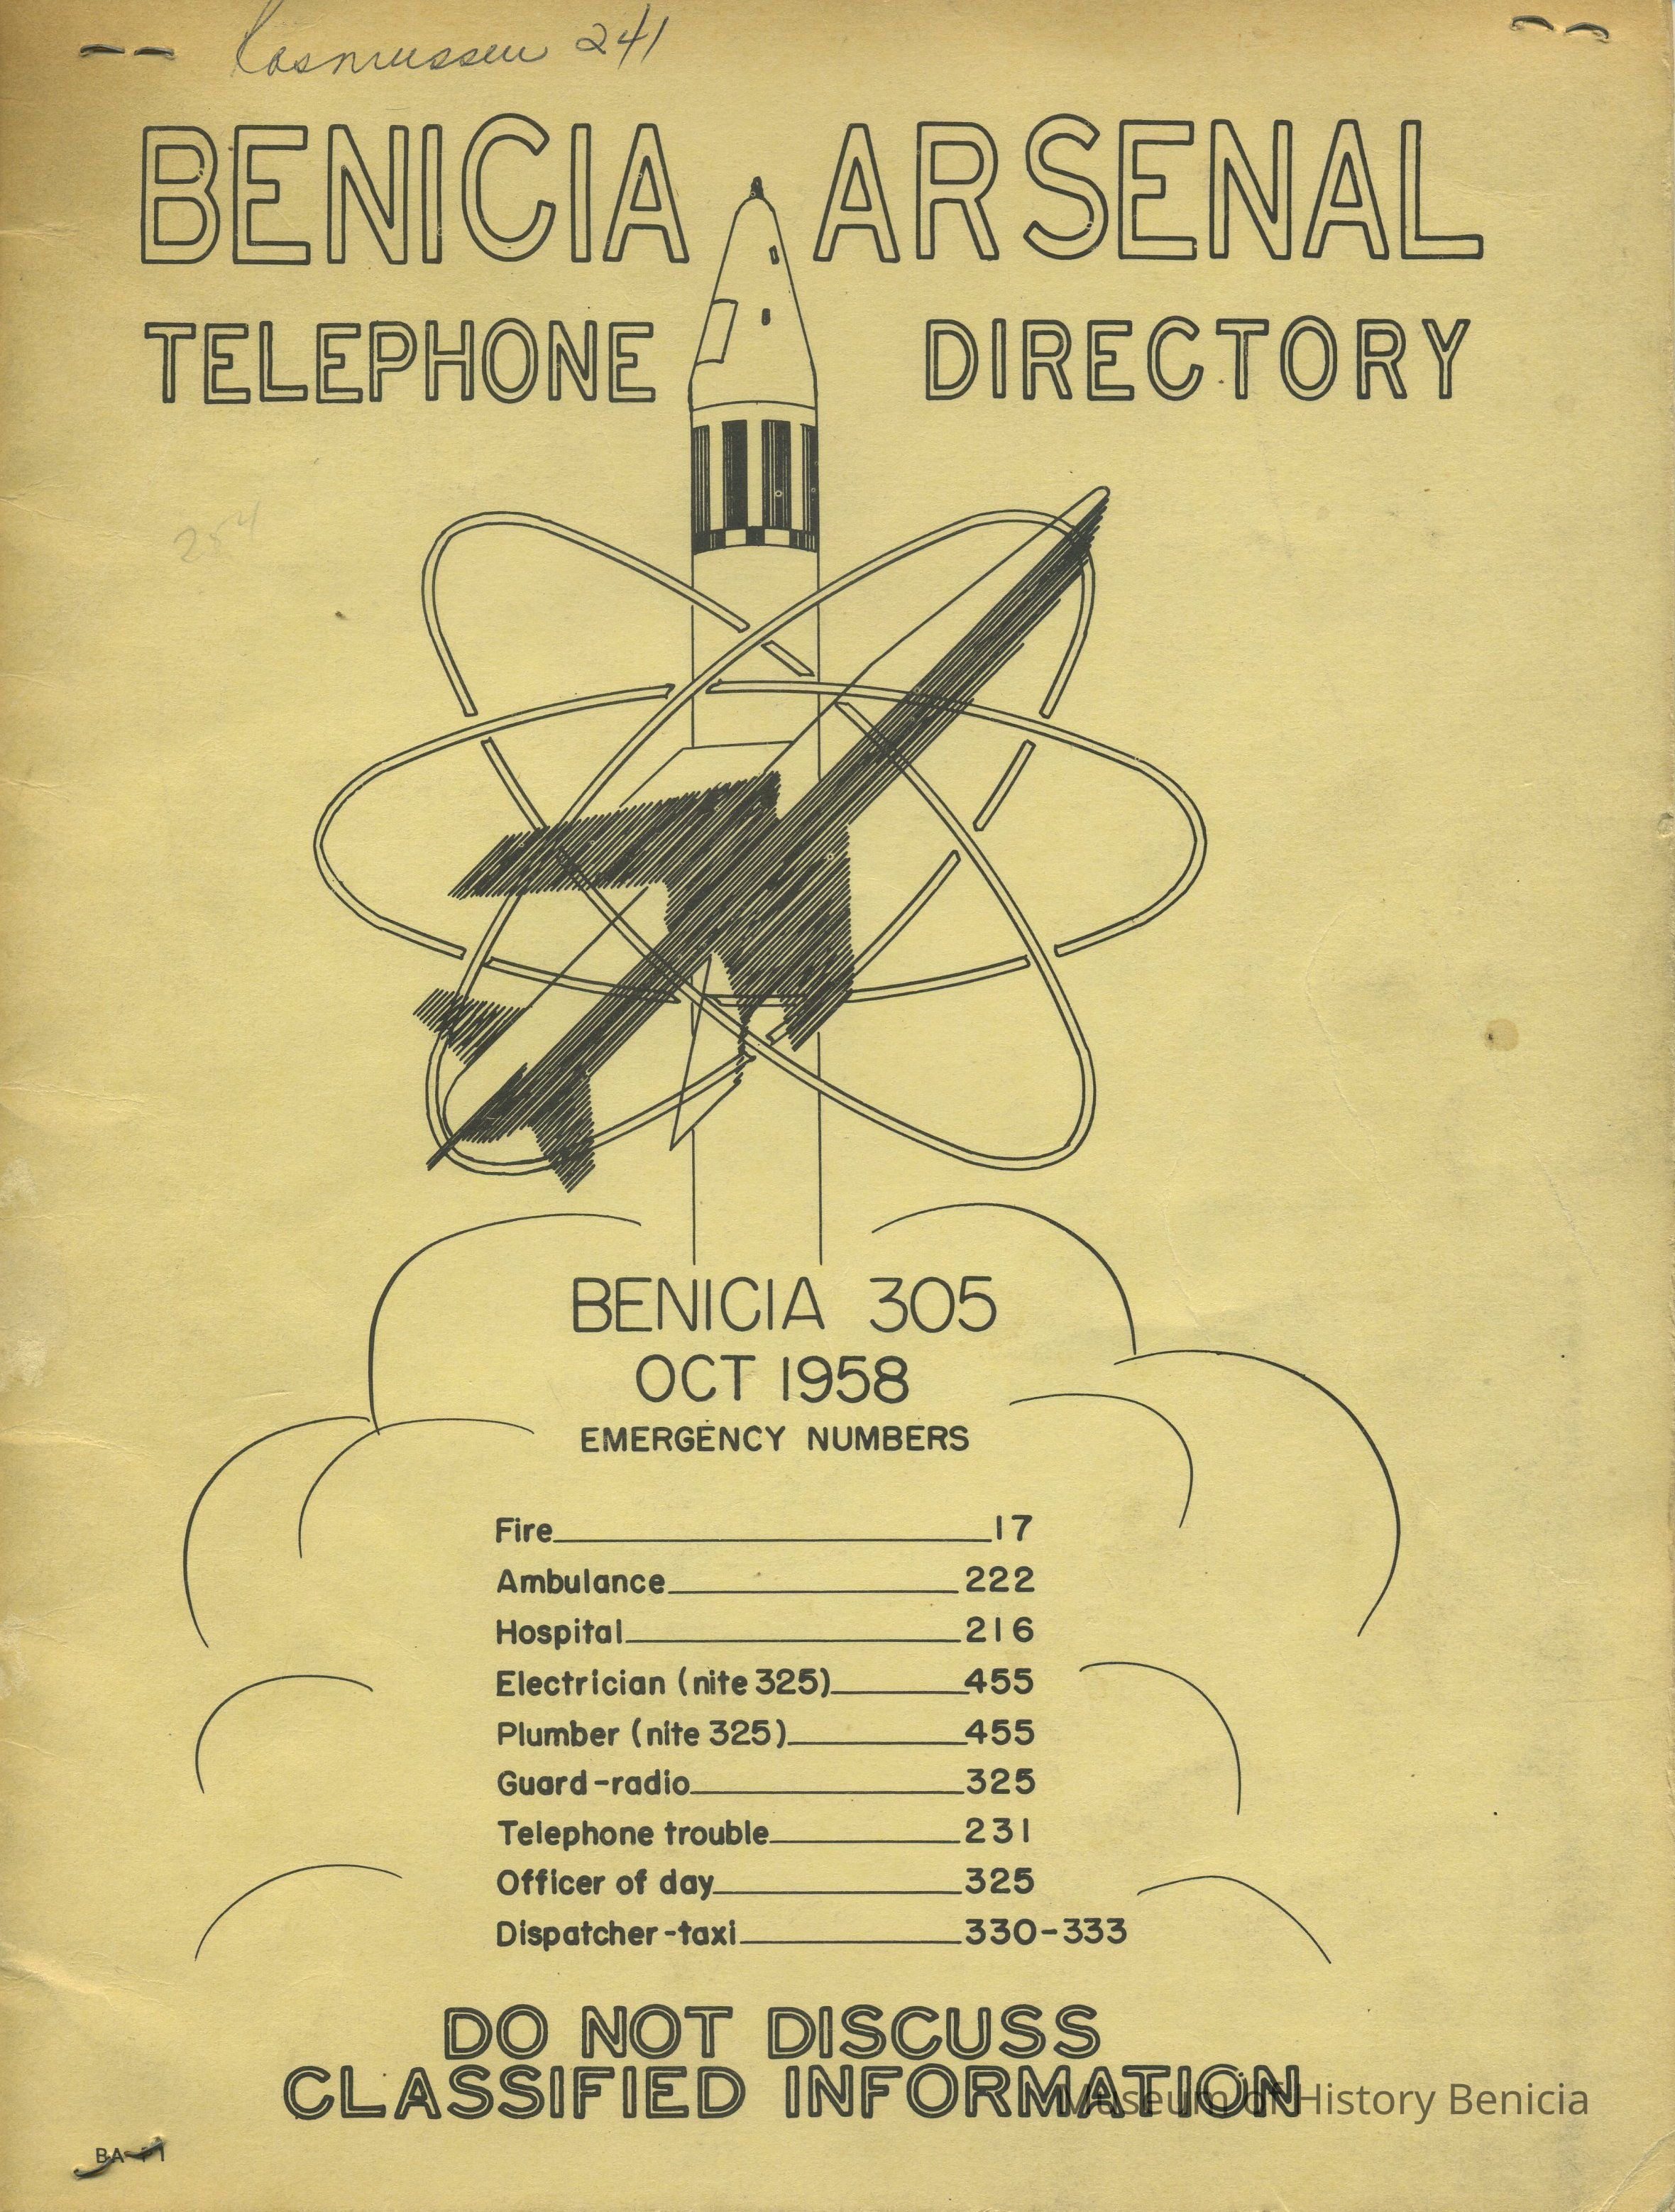 Rasmussen 241
BENICIA ARSENAL
TELEPHONE DIRECTORY
254
BENICIA 305
OCT 1958
EMERGENCY NUMBERS
Fire 17
Ambulance 222
Hospital 216
Electrician (nite 325) 455
Plumber (nite 325) 455
Guard-radio 325
Telephone trouble 231
Officer of day 325
Dispatcher-taxi 330-333
DO NOT DISCUSS
CLASSIFIED INFORMATION
Museum of History Benicia